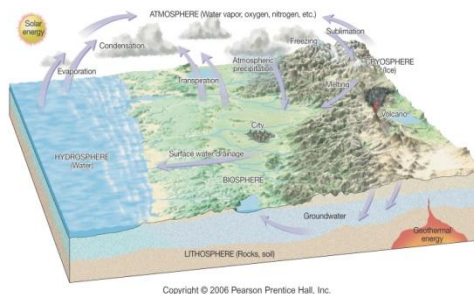 Solar
energy
ATMOSPHERE (Water vapor, oxygen, nitrogen, etc.)
Condensation
Evaporation
Transpiration
Atmospheric
precipitation
Freezing
Sublimation
CRYOSPHERE
(Ice)
Melting
Volcano
City
HYDROSPHERE
(Water)
Surface water drainage
BIOSPHERE
Groundwater
Geothermal
energy
LITHOSPHERE (Rocks, soil)
Copyright © 2006 Pearson Prentice Hall, Inc.